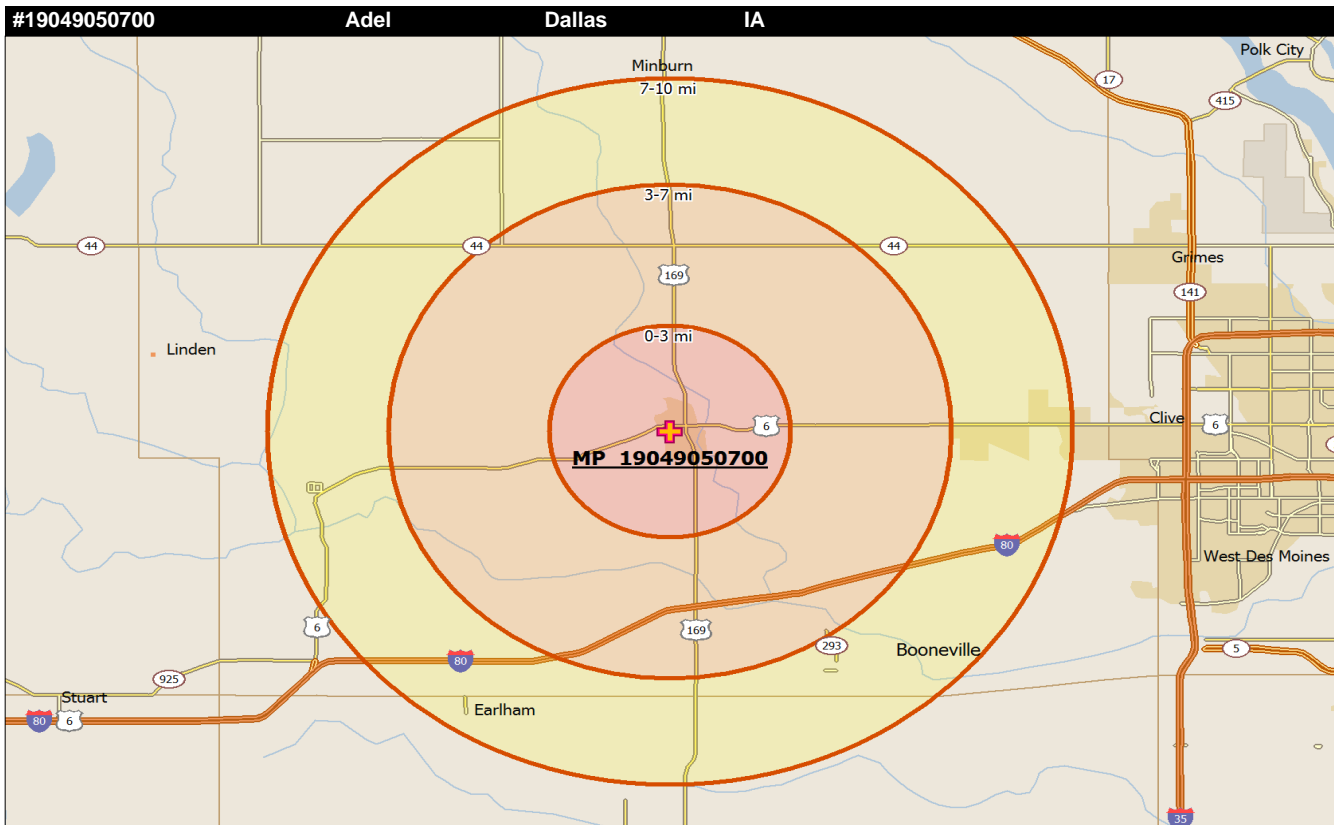 #19049050700 Adel Dallas IA
Polk City
Minburn
7-10 mi
17
415
3-7 mi
44
44
44
169
Grimes
141
0-3 mi
Linden
Clive
6
6
MP 19049050700
80
West Des Moines
6
169
293
Booneville
5
80
925
Stuart
80
6
Earlham
35